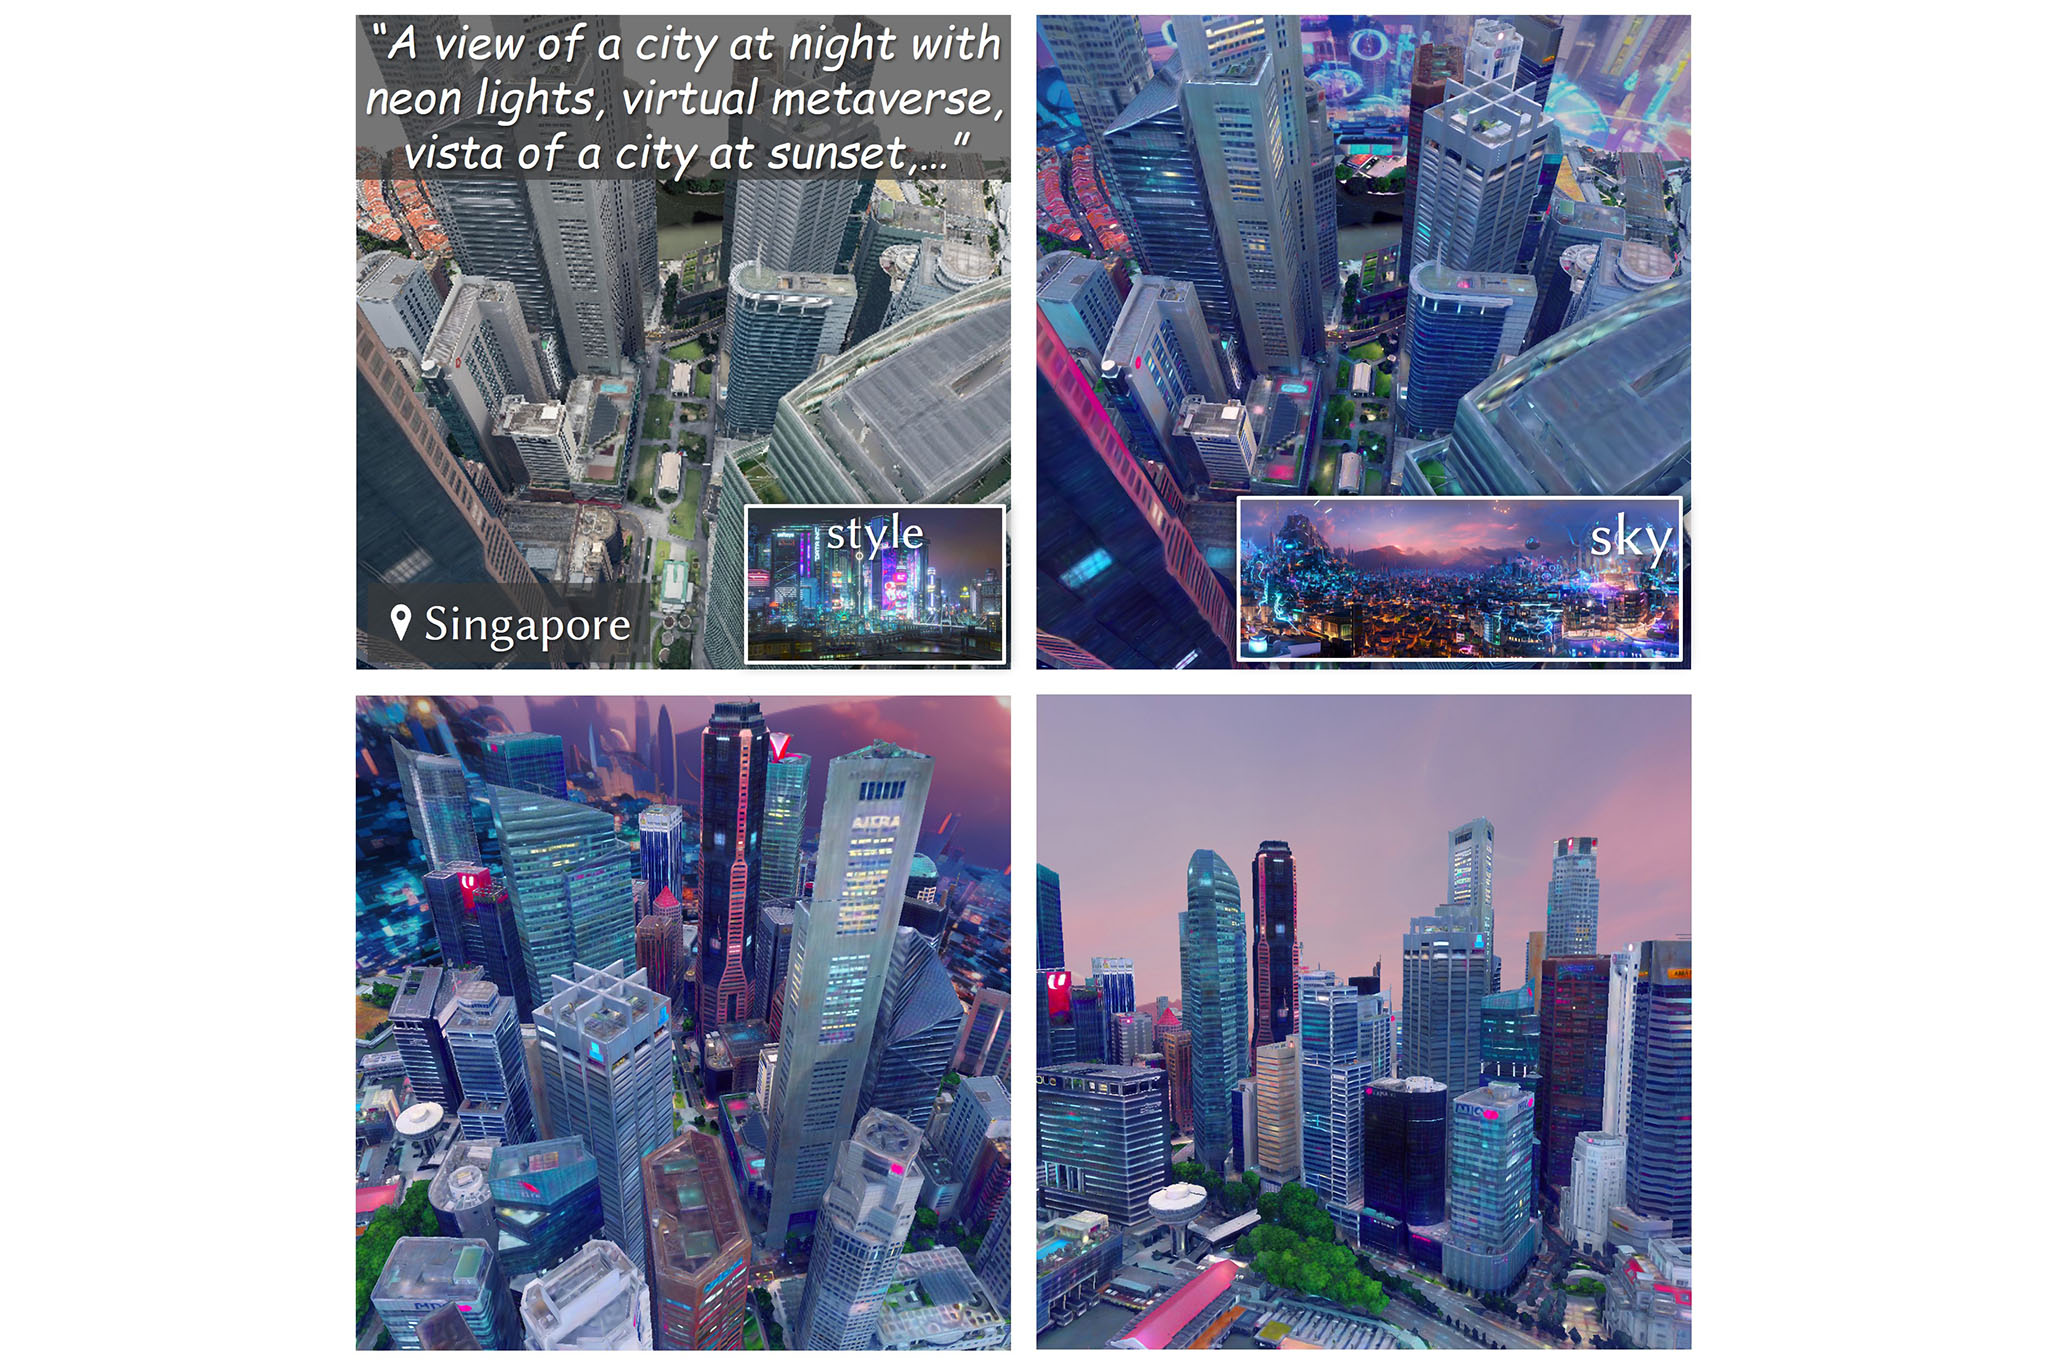 “A view of a city at night with
neon lights, virtual metaverse,
vista of a city at sunset,...”
style
Singapore
sky